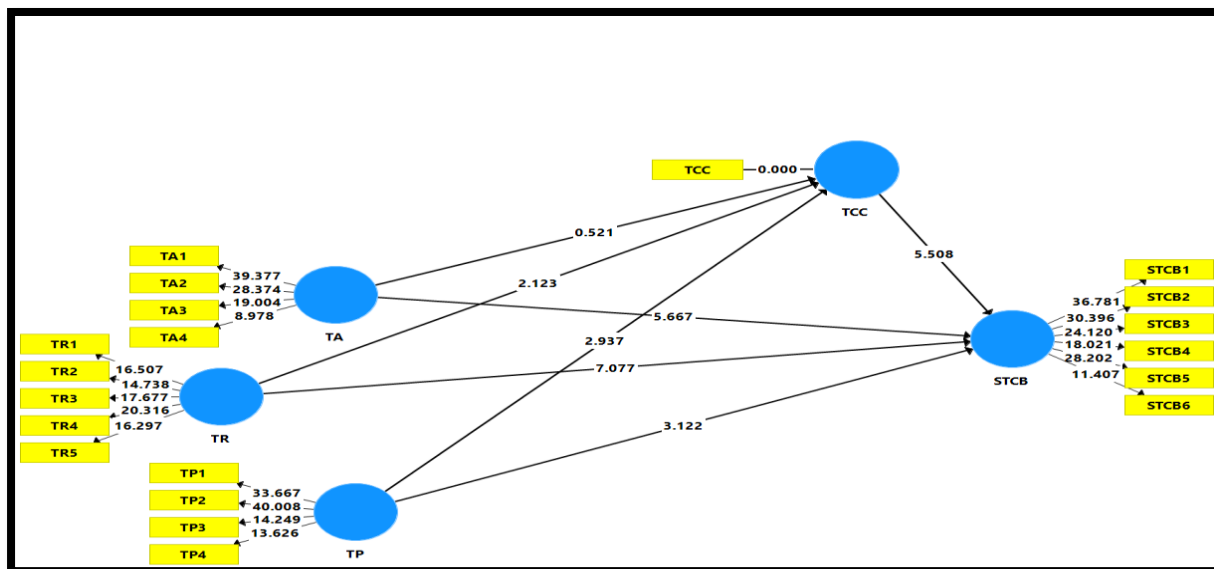 TCC
0.000
TCC
0.521
2.123
5.508
5.667
2.937
7.077
3.122
TA1
TA2
TA3
TA4
39.377
28.374
19.004
8.978
TA
TR1
TR2
TR3
TR4
TR5
16.507
14.738
17.677
20.316
16.297
TR
TP1
TP2
TP3
TP4
33.667
40.008
14.249
13.626
TP
STCB
36.781
30.396
24.120
18.021
28.202
11.407
STCB1
STCB2
STCB3
STCB4
STCB5
STCB6